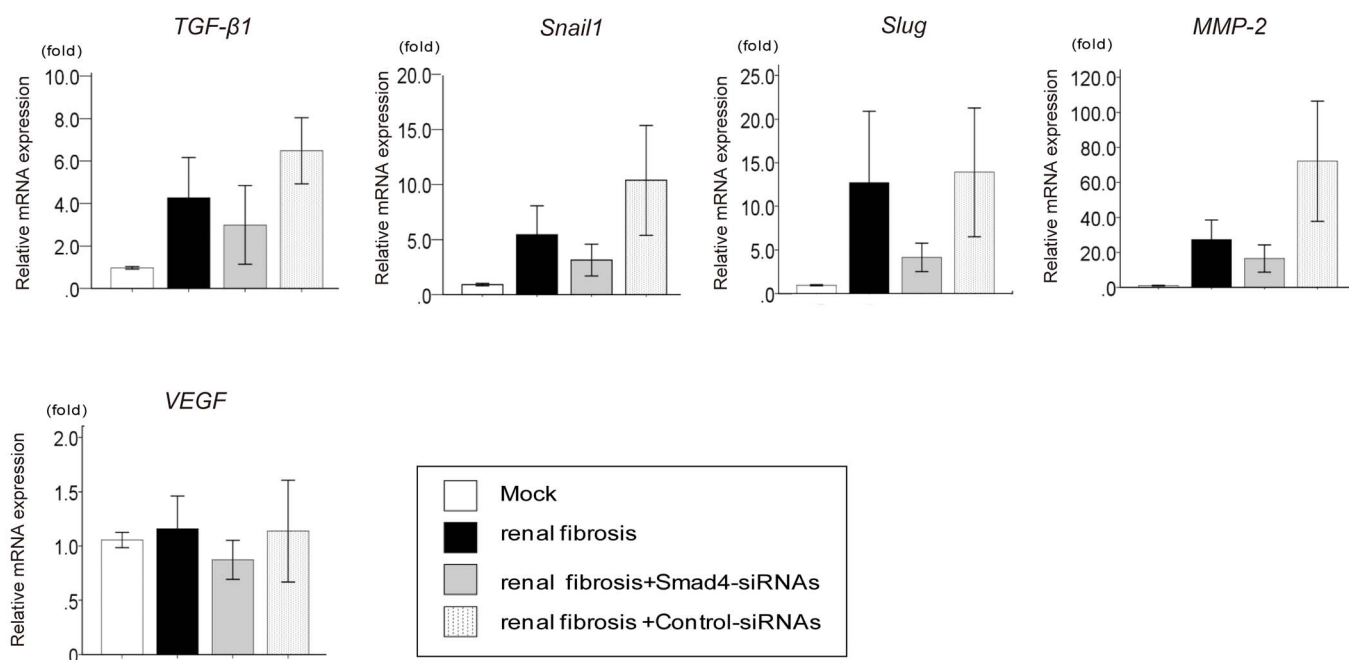 TGF-β1
(fold)
Relative mRNA expression
10.0
8.0
6.0
4.0
2.0
.0
Snail1
(fold)
Relative mRNA expression
20.0
15.0
10.0
5.0
.0
Slug
(fold)
Relative mRNA expression
25.0
20.0
15.0
10.0
5.0
.0
MMP-2
(fold)
Relative mRNA expression
120.0
100.0
80.0
60.0
40.0
20.0
.0
VEGF
(fold)
Relative mRNA expression
2.0
1.5
1.0
.5
.0
Mock
renal fibrosis
renal fibrosis+Smad4-siRNAs
renal fibrosis +Control-siRNAs